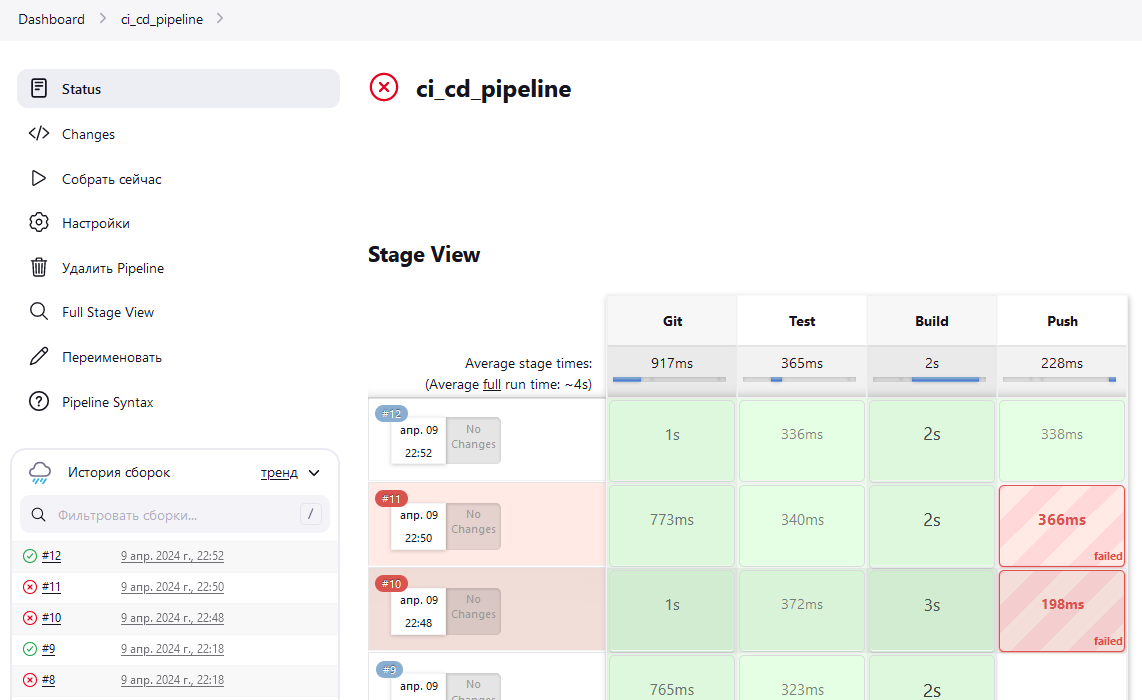 Dashboard
ci_cd_pipeline
Status
Changes
Собрать сейчас
Настройки
Удалить Pipeline
Full Stage View
Переименовать
Pipeline Syntax
История сборок
тренд
Фильтровать сборки...
/
#12 9 апр. 2024 г., 22:52
#11 9 апр. 2024 г., 22:50
#10 9 апр. 2024 г., 22:48
#9 9 апр. 2024 г., 22:18
#8 9 апр. 2024 г., 22:18
ci_cd_pipeline
Stage View
Git Test Build Push
Average stage times:
(Average full run time: ~4s)
917ms 365ms 2s 228ms
#12
апр. 09
22:52
No
Changes
1s 336ms 2s 338ms
#11
апр. 09
22:50
No
Changes
773ms 340ms 2s 366ms
failed
#10
апр. 09
22:48
No
Changes
1s 372ms 3s 198ms
failed
#9
апр. 09
No
Changes
765ms 323ms 2s